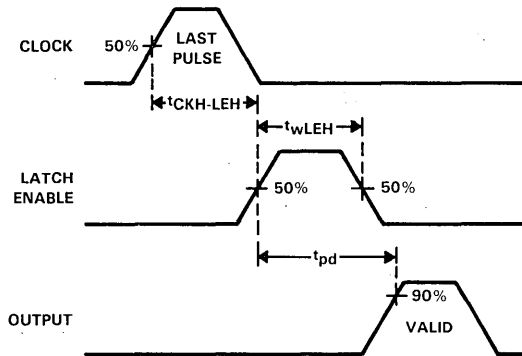 CLOCK
50%
LAST
PULSE
tCKH-LEH
twLEH
LATCH
ENABLE
50%
50%
tpd
90%
OUTPUT
VALID